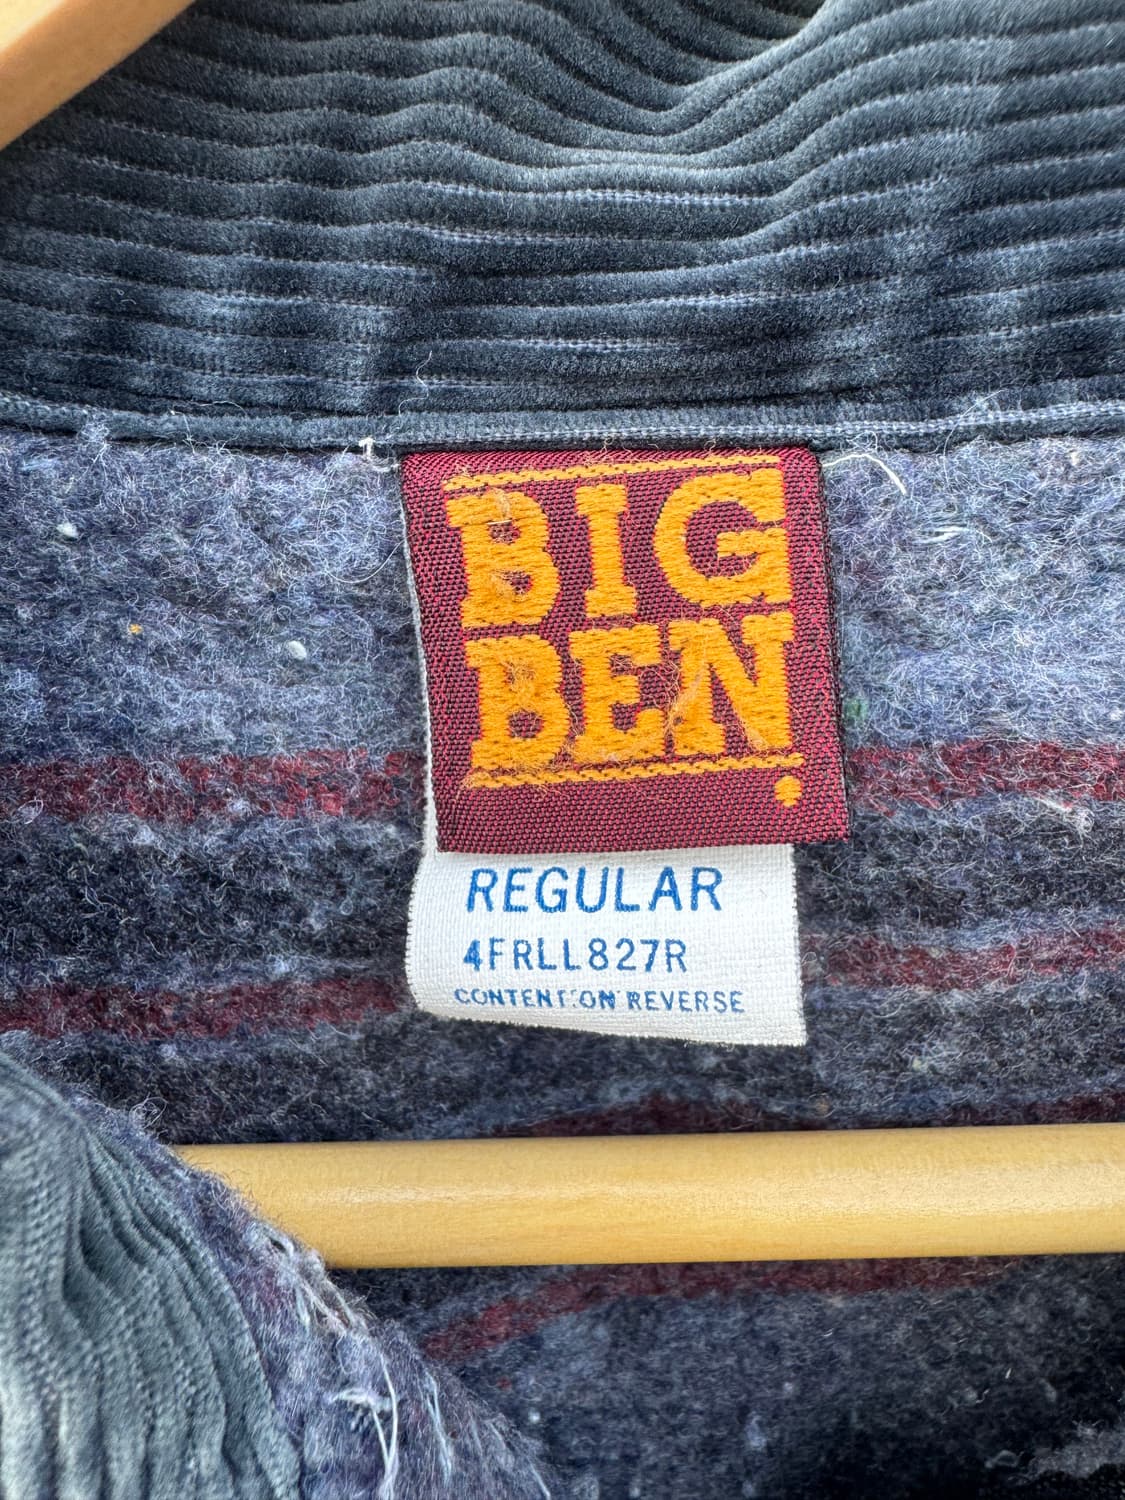 BIG
BEN.
REGULAR
4FRLL827R
CONTENT ON REVERSE